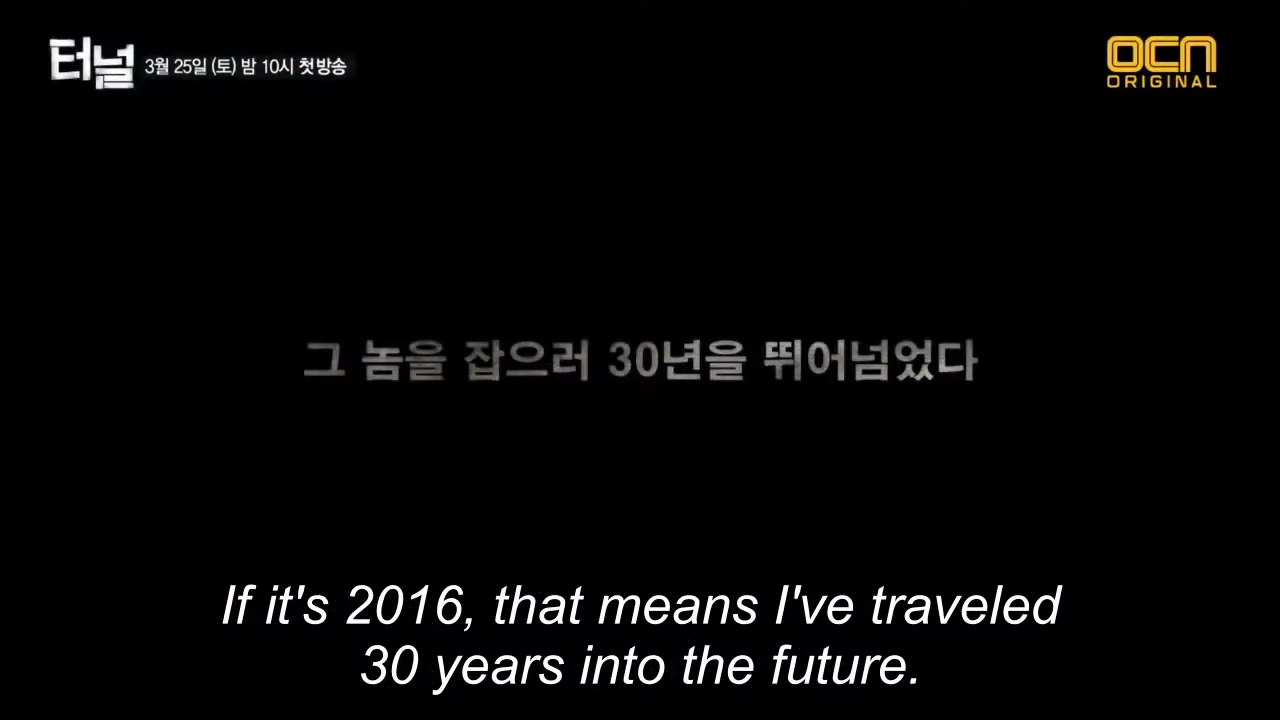 터널 3월 25일 (토) 밤 10시 첫방송
OCN
ORIGINAL
그 놈을 잡으러 30년을 뛰어넘었다
If it's 2016, that means I've traveled
30 years into the future.